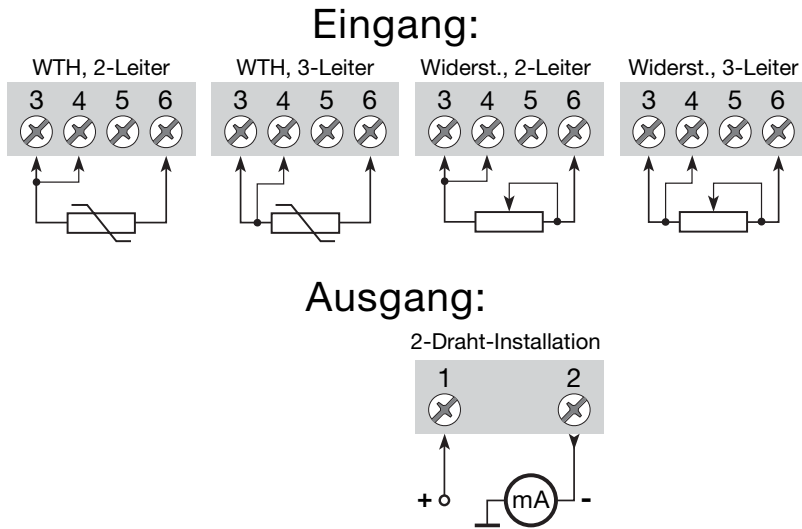 Eingang:
WTH, 2-Leiter WTH, 3-Leiter Widerst., 2-Leiter Widerst., 3-Leiter
3 4 5 6 3 4 5 6 3 4 5 6 3 4 5 6
Ausgang:
2-Draht-Installation
1 2
+ mA -